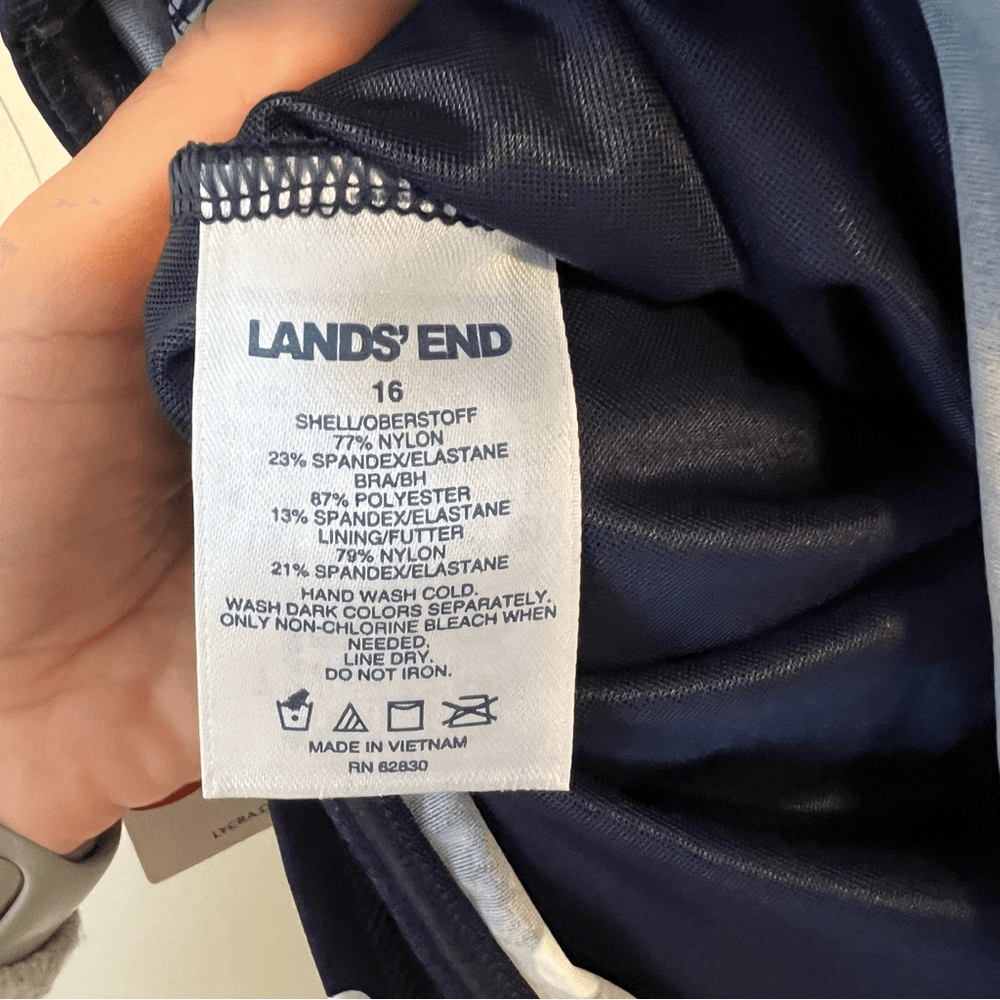 LANDS' END
16
SHELL/OBERSTOFF
77% NYLON
23% SPANDEX/ELASTANE
BRA/BH
87% POLYESTER
13% SPANDEX/ELASTANE
LINING/FUTTER
79% NYLON
21% SPANDEX/ELASTANE
HAND WASH COLD.
WASH DARK COLORS SEPARATELY.
ONLY NON-CHLORINE BLEACH WHEN
NEEDED,
LINE DRY.
DO NOT IRON.
MADE IN VIETNAM
RN 62830